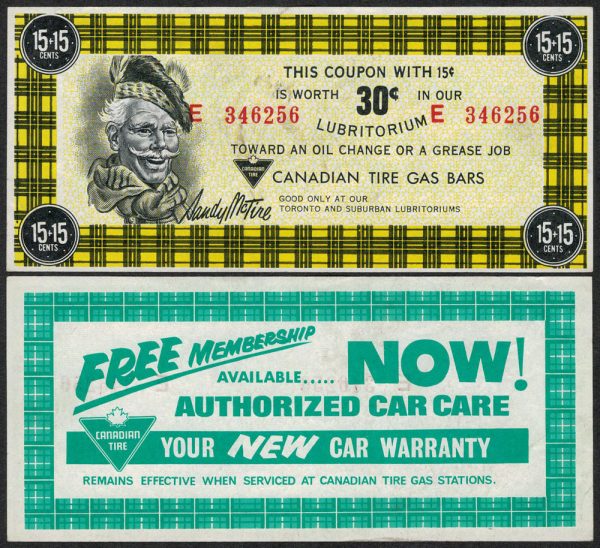 15+15
CENTS
15+15
CENTS
THIS COUPON WITH 15¢
IS WORTH 30¢ IN OUR
E 346256
E 346256
LUBRITORIUM
TOWARD AN OIL CHANGE OR A GREASE JOB
CANADIAN
TIRE
CANADIAN TIRE GAS BARS
Sandy McTire
GOOD ONLY AT OUR
TORONTO AND SUBURBAN LUBRITORIUMS
15+15
CENTS
15+15
CENTS
FREE MEMBERSHIP
AVAILABLE..... NOW!
AUTHORIZED CAR CARE
CANADIAN
TIRE
YOUR NEW CAR WARRANTY
REMAINS EFFECTIVE WHEN SERVICED AT CANADIAN TIRE GAS STATIONS.